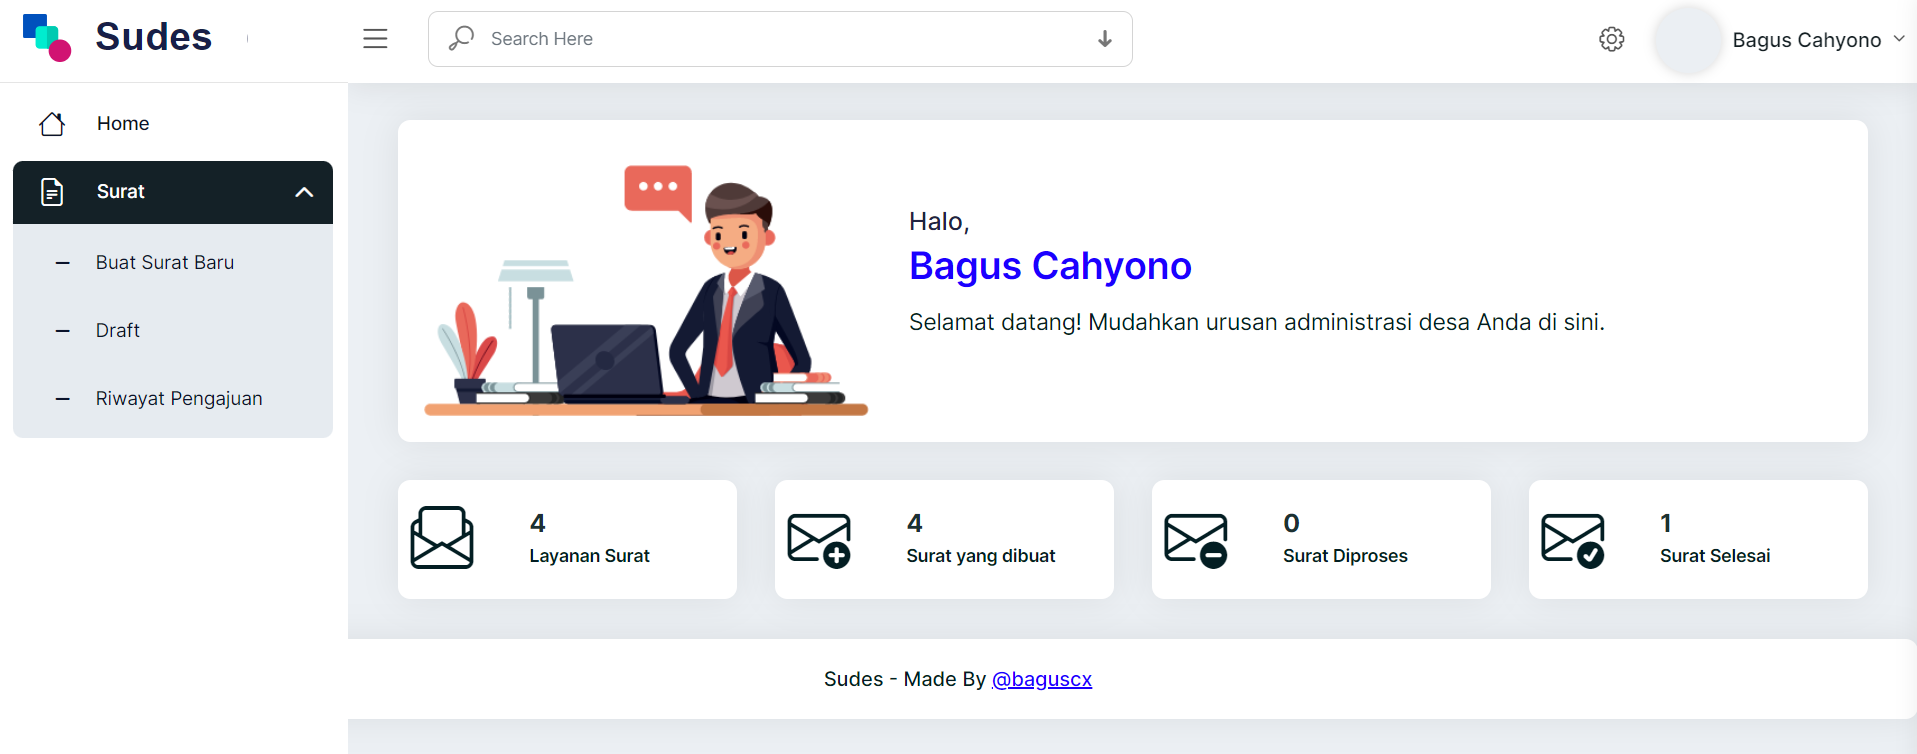 Sudes
Search Here
Bagus Cahyono
Home
Surat
Buat Surat Baru
Draft
Riwayat Pengajuan
Halo,
Bagus Cahyono
Selamat datang! Mudahkan urusan administrasi desa Anda di sini.
4
Layanan Surat
4
Surat yang dibuat
0
Surat Diproses
1
Surat Selesai
Sudes - Made By @baguscx